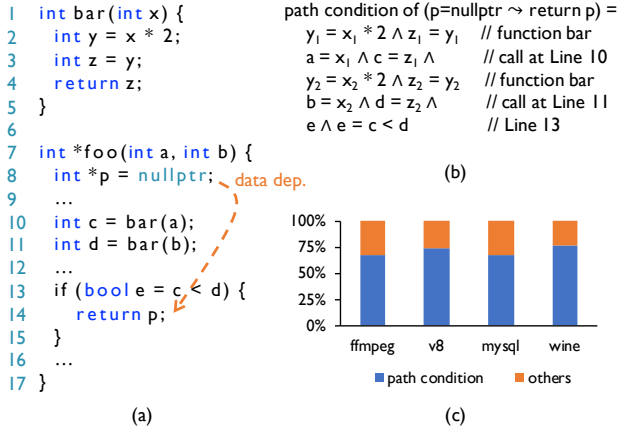 1 int bar(int x) {
2 int y = x * 2;
3 int z = y;
4 return z;
5 }
6
7 int *foo(int a, int b) {
8 int *p = nullptr;
data dep.
9 ...
10 int c = bar(a);
11 int d = bar(b);
12 ...
13 if (bool e = c < d) {
14 return p;
15 }
16 ...
17 }
(a)
path condition of (p=nullptr ⤳ return p) =
y₁ = x₁ * 2 ∧ z₁ = y₁ // function bar
a = x₁ ∧ c = z₁ ∧ // call at Line 10
y₂ = x₂ * 2 ∧ z₂ = y₂ // function bar
b = x₂ ∧ d = z₂ ∧ // call at Line 11
e ∧ e = c < d // Line 13
(b)
100%
75%
50%
25%
0%
ffmpeg v8 mysql wine
path condition others
(c)